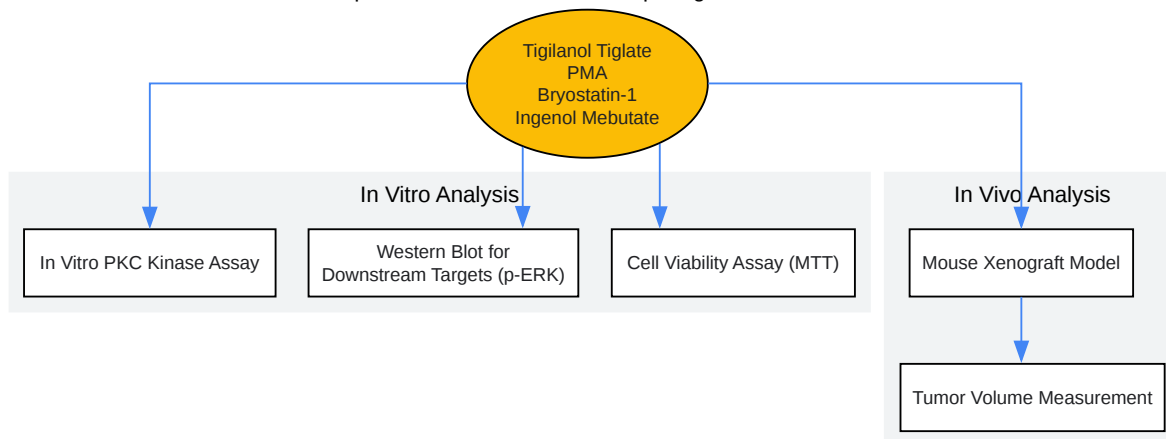 Tigilanol Tiglate
PMA
Bryostatin-1
Ingenol Mebutate
In Vitro Analysis
In Vivo Analysis
In Vitro PKC Kinase Assay
Western Blot for
Downstream Targets (p-ERK)
Cell Viability Assay (MTT)
Mouse Xenograft Model
Tumor Volume Measurement